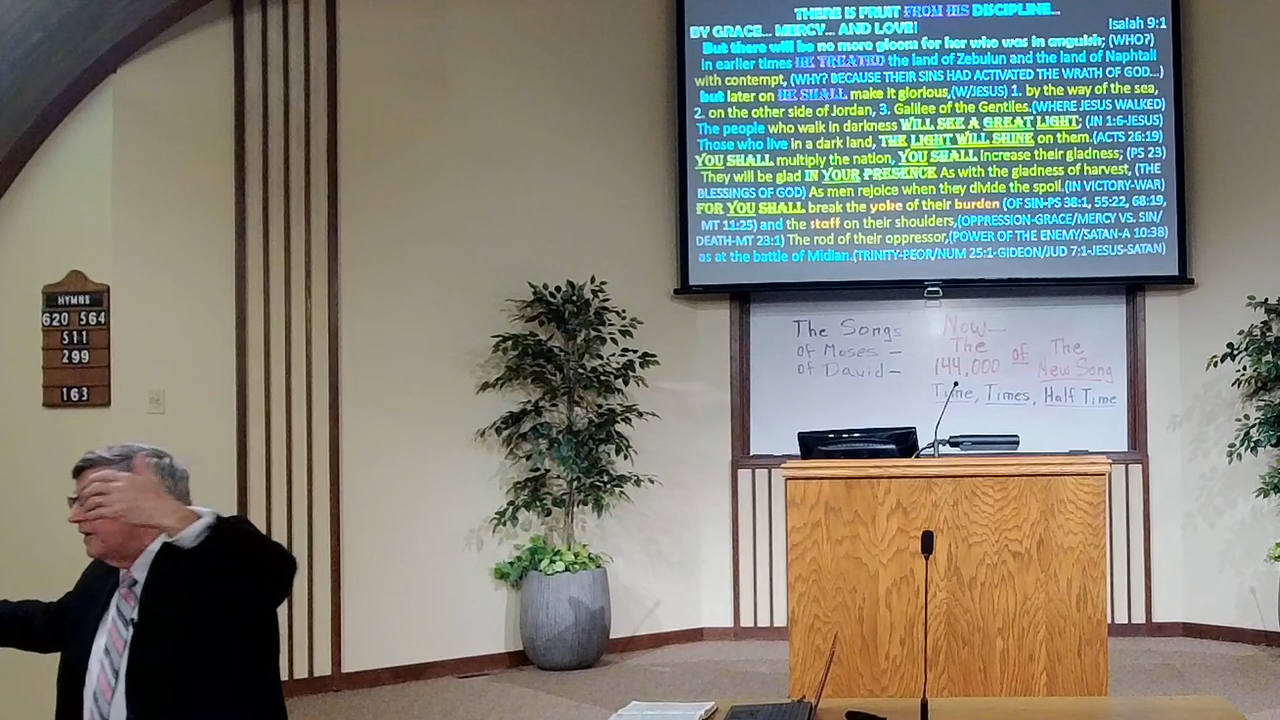 THERE IS FRUIT FROM HIS DISCIPLINE...
BY GRACE... MERCY... AND LOVE! Isaiah 9:1
But there will be no more gloom for her who was in anguish; (WHO?)
In earlier times HE TREATED the land of Zebulun and the land of Naphtali
with contempt, (WHY? BECAUSE THEIR SINS HAD ACTIVATED THE WRATH OF GOD...)
but later on HE SHALL make it glorious,(W/JESUS) 1. by the way of the sea,
2. on the other side of Jordan, 3. Galilee of the Gentiles.(WHERE JESUS WALKED)
The people who walk in darkness WILL SEE A GREAT LIGHT; (JN 1:6-JESUS)
Those who live in a dark land, THE LIGHT WILL SHINE on them.(ACTS 26:19)
YOU SHALL multiply the nation, YOU SHALL increase their gladness; (PS 23)
They will be glad IN YOUR PRESENCE As with the gladness of harvest, (THE
BLESSINGS OF GOD) As men rejoice when they divide the spoil.(IN VICTORY-WAR)
FOR YOU SHALL break the yoke of their burden (OF SIN-PS 38:1, 55:22, 68:19,
MT 11:25) and the staff on their shoulders,(OPPRESSION-GRACE/MERCY VS. SIN/
DEATH-MT 23:1) The rod of their oppressor,(POWER OF THE ENEMY/SATAN-A 10:38)
as at the battle of Midian.(TRINITY-PEOR/NUM 25:1-GIDEON/JUD 7:1-JESUS-SATAN)
HYMNS
620 564
511
299
163
The Songs
of Moses –
of David –
Now—
The
144,000 of The
New Song
Time, Times, Half Time